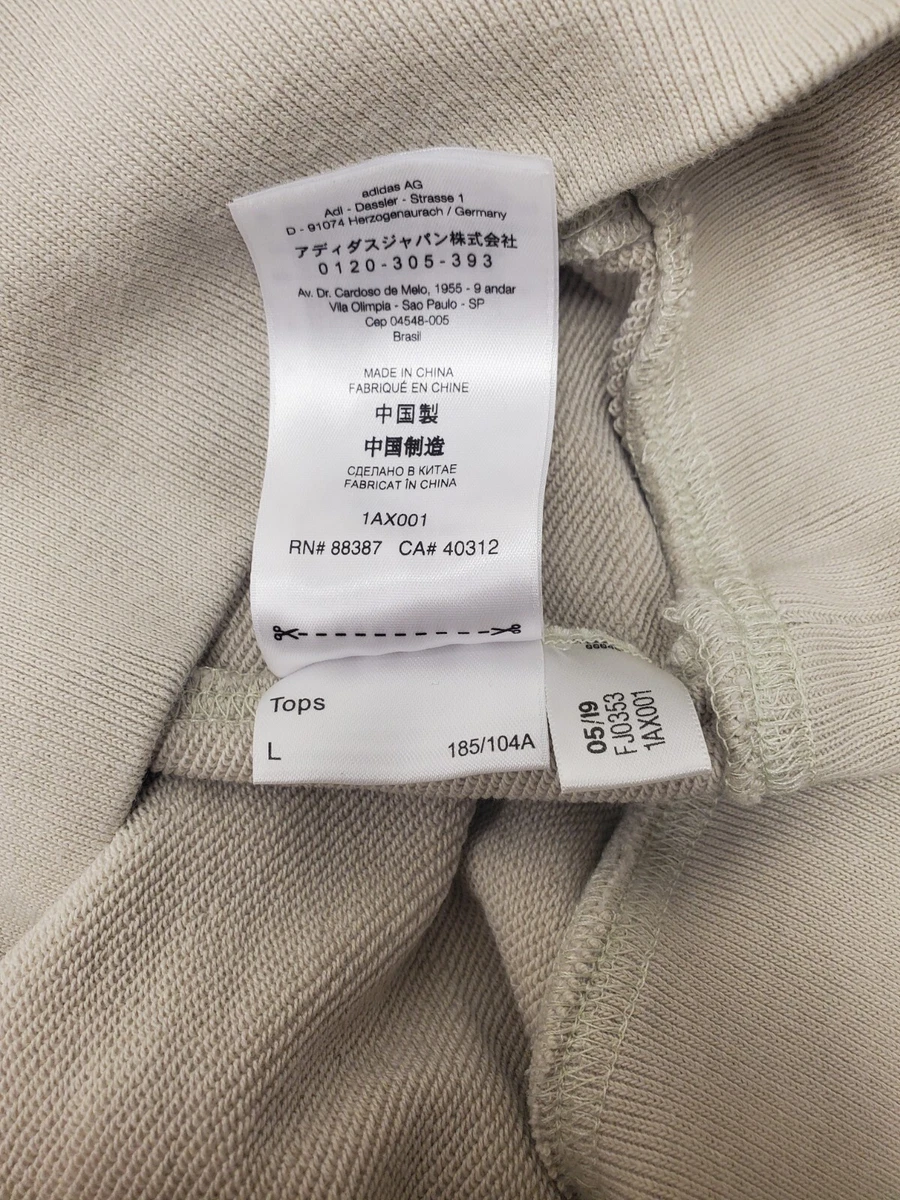 adidas AG
Adi - Dassler - Strasse 1
D - 91074 Herzogenaurach / Germany
アディダスジャパン株式会社
0120-305-393
Av. Dr. Cardoso de Melo, 1955 - 9 andar
Vila Olimpia - Sao Paulo - SP
Cep 04548-005
Brasil
MADE IN CHINA
FABRIQUÉ EN CHINE
中国製
中国制造
СДЕЛАНО В КИТАЕ
FABRICAT ÎN CHINA
1AX001
RN# 88387 CA# 40312
Tops
L 185/104A
05/19
FJ0353
1AX001